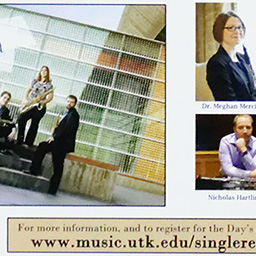 Dr. Meghan Merci
Nicholas Hartli
For more information, and to register for the Day's
www.music.utk.edu/singlere